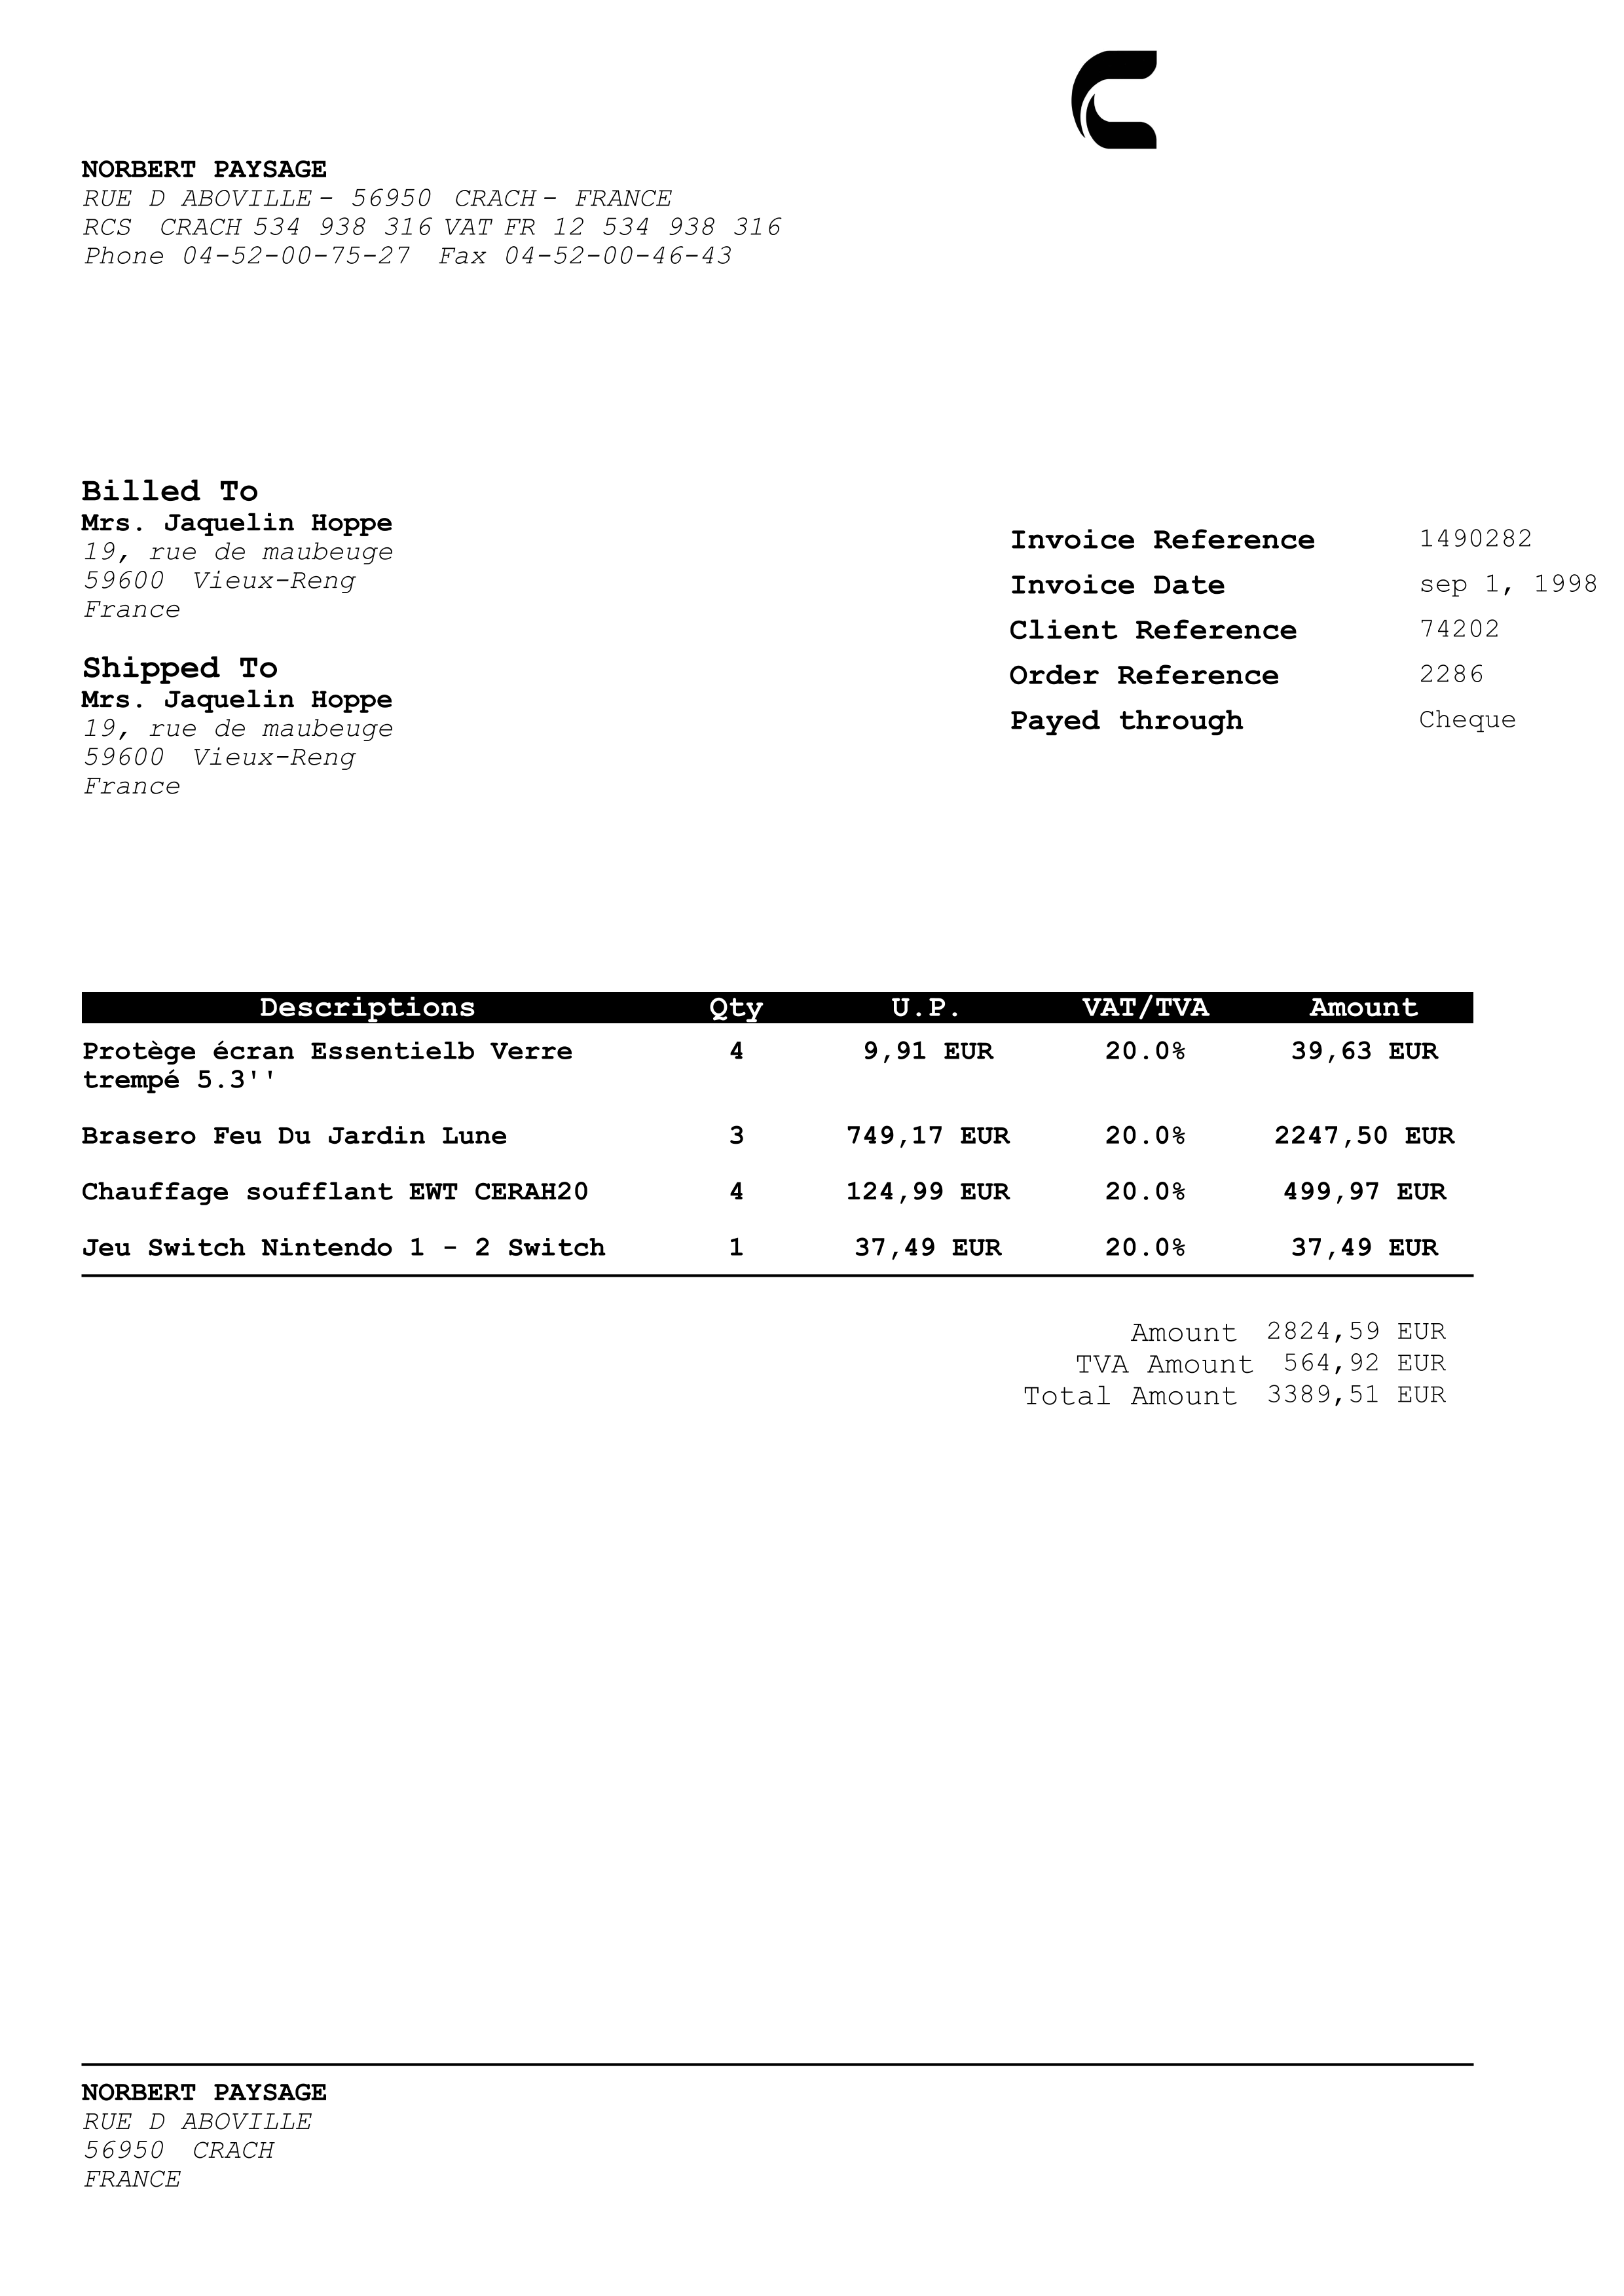 NORBERT PAYSAGE
RUE D ABOVILLE - 56950 CRACH - FRANCE
RCS CRACH 534 938 316 VAT FR 12 534 938 316
Phone 04-52-00-75-27 Fax 04-52-00-46-43
Billed To
Mrs. Jaquelin Hoppe
19, rue de maubeuge
59600 Vieux-Reng
France
Shipped To
Mrs. Jaquelin Hoppe
19, rue de maubeuge
59600 Vieux-Reng
France
Invoice Reference 1490282
Invoice Date sep 1, 1998
Client Reference 74202
Order Reference 2286
Payed through Cheque
Descriptions Qty U.P. VAT/TVA Amount
Protège écran Essentielb Verre 4 9,91 EUR 20.0% 39,63 EUR
trempé 5.3''
Brasero Feu Du Jardin Lune 3 749,17 EUR 20.0% 2247,50 EUR
Chauffage soufflant EWT CERAH20 4 124,99 EUR 20.0% 499,97 EUR
Jeu Switch Nintendo 1 - 2 Switch 1 37,49 EUR 20.0% 37,49 EUR
Amount 2824,59 EUR
TVA Amount 564,92 EUR
Total Amount 3389,51 EUR
NORBERT PAYSAGE
RUE D ABOVILLE
56950 CRACH
FRANCE